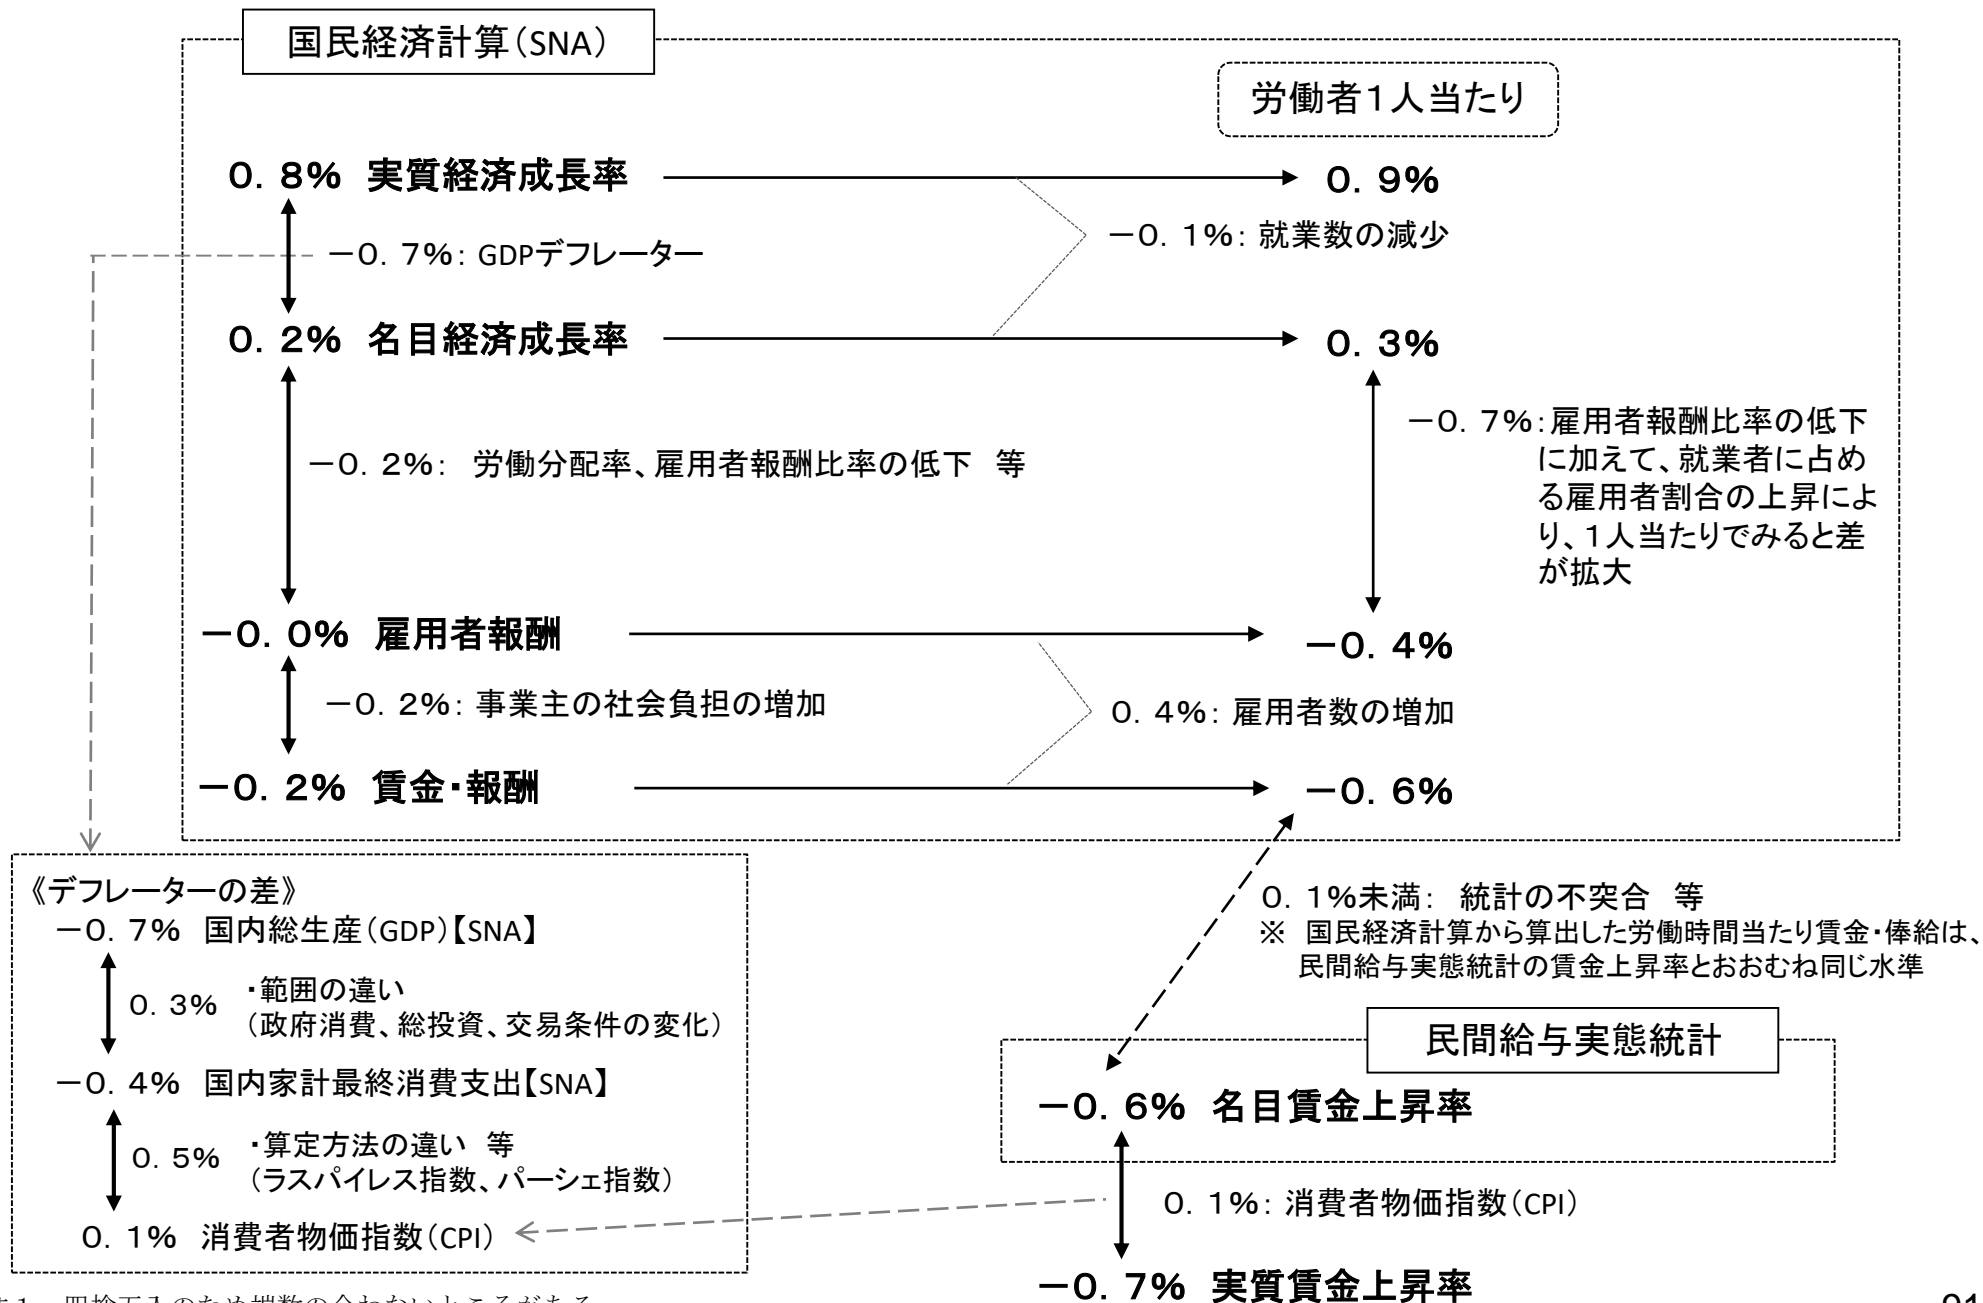 国民経済計算(SNA)
労働者1人当たり
0.8% 実質経済成長率
0.9%
-0.1%: 就業数の減少
-0.7%: GDPデフレーター
0.2% 名目経済成長率
0.3%
-0.7%:雇用者報酬比率の低下
に加えて、就業者に占め
る雇用者割合の上昇によ
り、1人当たりでみると差
が拡大
-0.2%: 労働分配率、雇用者報酬比率の低下 等
-0.0% 雇用者報酬
-0.4%
-0.2%: 事業主の社会負担の増加
0.4%: 雇用者数の増加
-0.2% 賃金・報酬
-0.6%
《デフレーターの差》
-0.7% 国内総生産(GDP)【SNA】
0.3% ・範囲の違い
(政府消費、総投資、交易条件の変化)
-0.4% 国内家計最終消費支出【SNA】
0.5% ・算定方法の違い 等
(ラスパイレス指数、パーシェ指数)
0.1% 消費者物価指数(CPI)
0.1%未満: 統計の不突合 等
※ 国民経済計算から算出した労働時間当たり賃金・俸給は、
民間給与実態統計の賃金上昇率とおおむね同じ水準
民間給与実態統計
-0.6% 名目賃金上昇率
0.1%: 消費者物価指数(CPI)
-0.7% 実質賃金上昇率